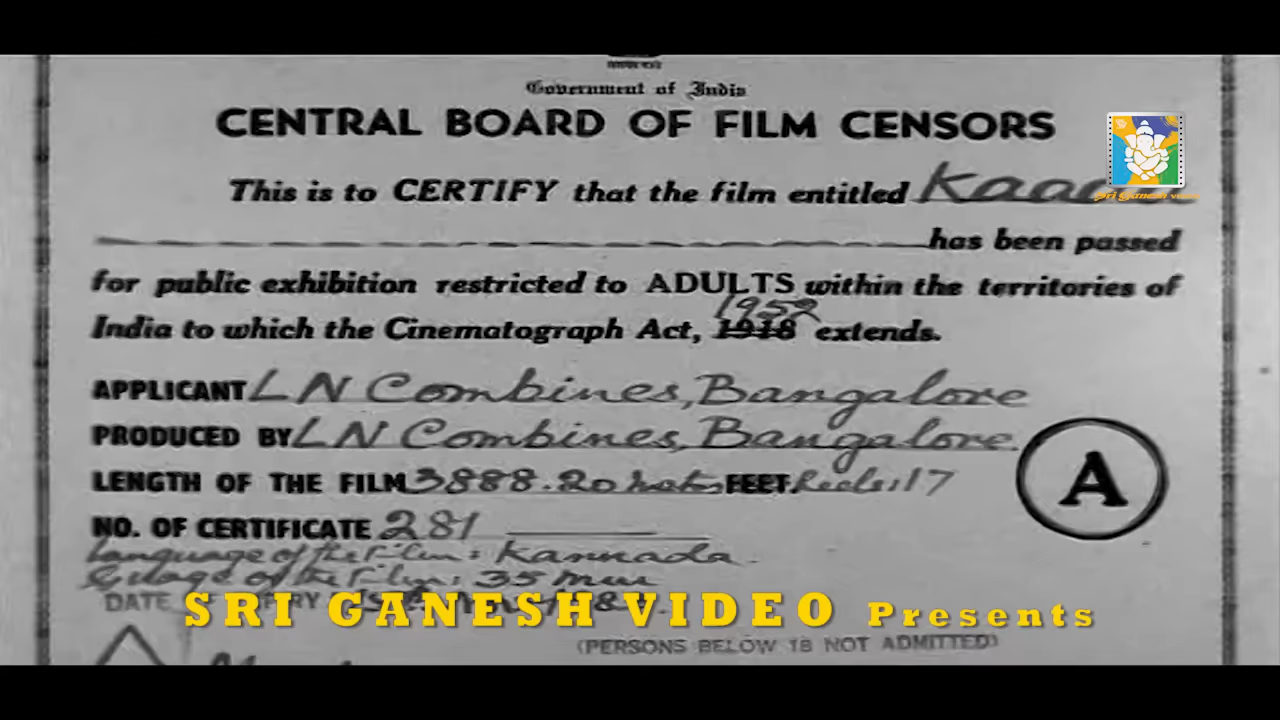 Government of India
CENTRAL BOARD OF FILM CENSORS
This is to CERTIFY that the film entitled
has been passed
for public exhibition restricted to ADULTS within the territories of
1952
India to which the Cinematograph Act, 1918 extends.
APPLICANT LN Combines, Bangalore
PRODUCED BY LN Combines, Bangalore.
LENGTH OF THE FILM 3888.20 FEET. Reels: 17
NO. OF CERTIFICATE 281
Language of the Film: Kannada.
Guage of the Film: 35 mm
DATE
SRI GANESH VIDEO Presents
(PERSONS BELOW 18 NOT ADMITTED)
A
Sri Ganesh video